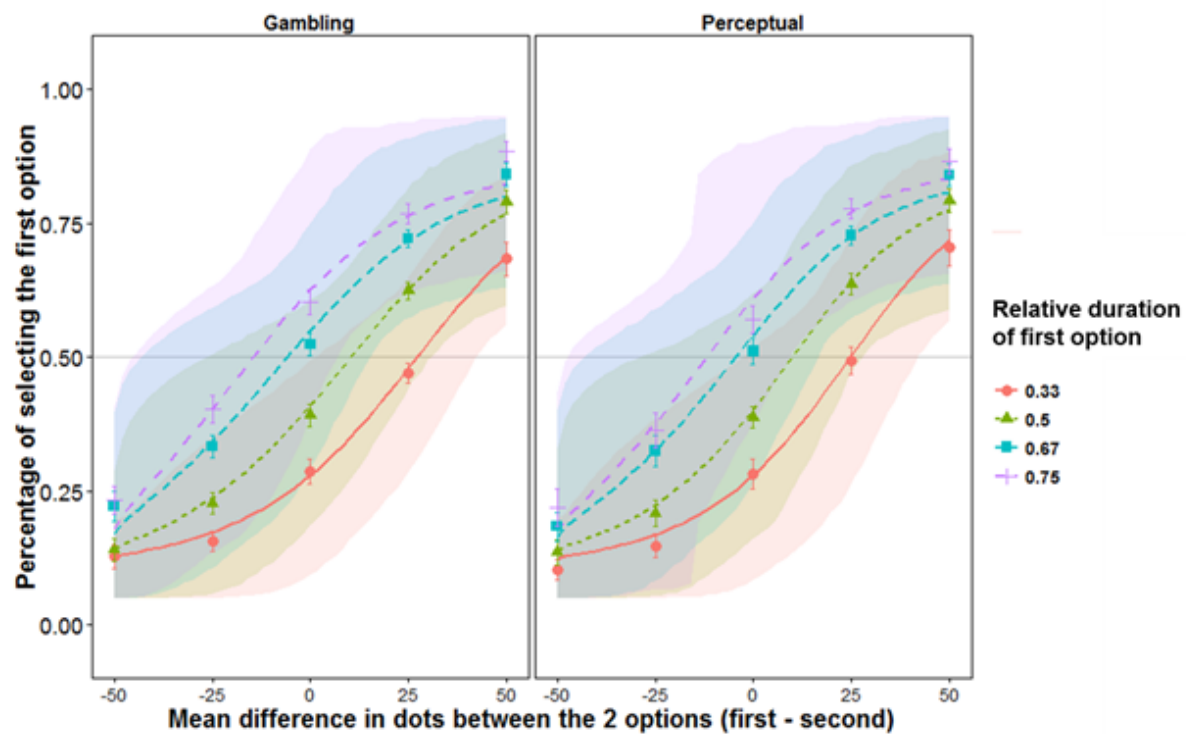 Gambling
Perceptual
Percentage of selecting the first option
1.00
0.75
0.50
0.25
0.00
-50 -25 0 25 50
-50 -25 0 25 50
Mean difference in dots between the 2 options (first - second)
Relative duration
of first option
0.33
0.5
0.67
0.75